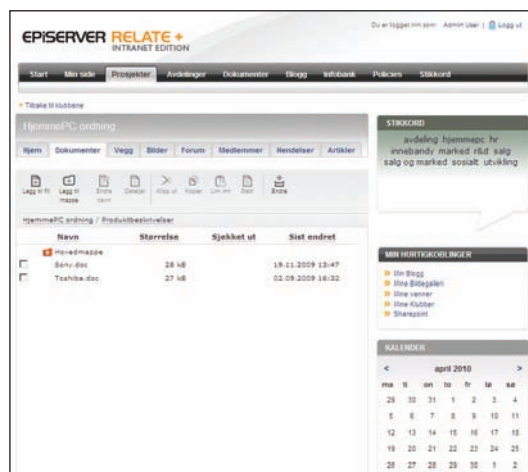 Du er logget inn som: Admin User | Logg ut
EPiSERVER RELATE +
INTRANET EDITION
Start Min side Prosjekter Avdelinger Dokumenter Blogg Infobank Policies Stikkord
Tilbake til klubbene
HjemmePC ordning
Hjem Dokumenter Vegg Bilder Forum Medlemmer Hendelser Artikler
Legg til fil Legg til mappe Endre navn Detaljer Klipp ut Kopier Lim inn Slett Endre
HjemmePC ordning / Produktbeskrivelser
Navn Størrelse Sjekket ut Sist endret
Hovedmappe
Sony.doc 28 kB 19.11.2009 13:47
Toshiba.doc 27 kB 02.09.2009 16:32
STIKKORD
avdeling hjemmepc hr
innebandy marked r&d salg
salg og marked sosialt utvikling
MIN HURTIGKOBLINGER
Min Blogg
Mine Bildegalleri
Mine venner
Mine Klubber
Sharepoint
KALENDER
< april 2010 >
ma ti on to fr lø sø
29 30 31 1 2 3 4
5 6 7 8 9 10 11
12 13 14 15 16 17 18
19 20 21 22 23 24 25
26 27 28 29 30 1 2